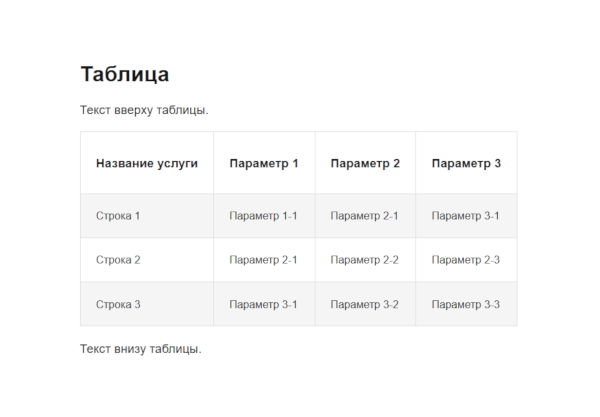 Таблица
Текст вверху таблицы.
Название услуги Параметр 1 Параметр 2 Параметр 3
Строка 1 Параметр 1-1 Параметр 2-1 Параметр 3-1
Строка 2 Параметр 2-1 Параметр 2-2 Параметр 2-3
Строка 3 Параметр 3-1 Параметр 3-2 Параметр 3-3
Текст внизу таблицы.